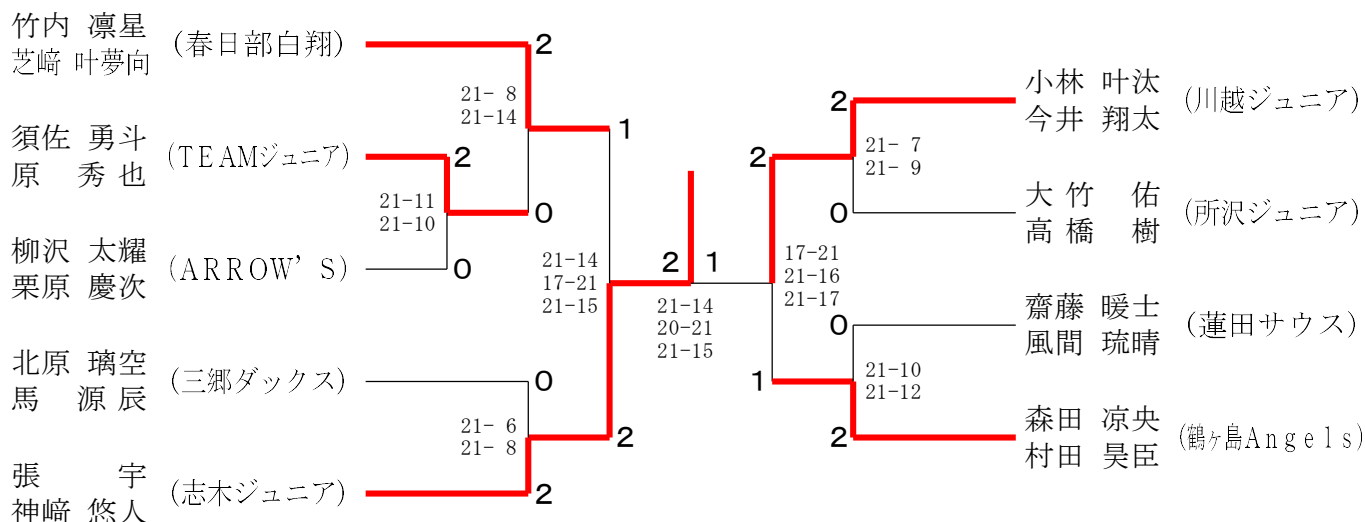 竹内 凛星
芝﨑 叶夢向
(春日部白翔)
2
21- 8
21-14
1
須佐 勇斗
原 秀也
(TEAMジュニア)
2
21-11
21-10
0
柳沢 太耀
栗原 慶次
(ARROW'S)
0
21-14
17-21
21-15
北原 璃空
馬 源辰
(三郷ダックス)
0
21- 6
21- 8
2
張 宇
神﨑 悠人
(志木ジュニア)
2
2
1
21-14
20-21
21-15
小林 叶汰
今井 翔太
(川越ジュニア)
2
21- 7
21- 9
2
大竹 佑
高橋 樹
(所沢ジュニア)
0
17-21
21-16
21-17
齋藤 暖士
風間 琉晴
(蓮田サウス)
0
21-10
21-12
1
森田 凉央
村田 昊臣
(鶴ヶ島Angels)
2